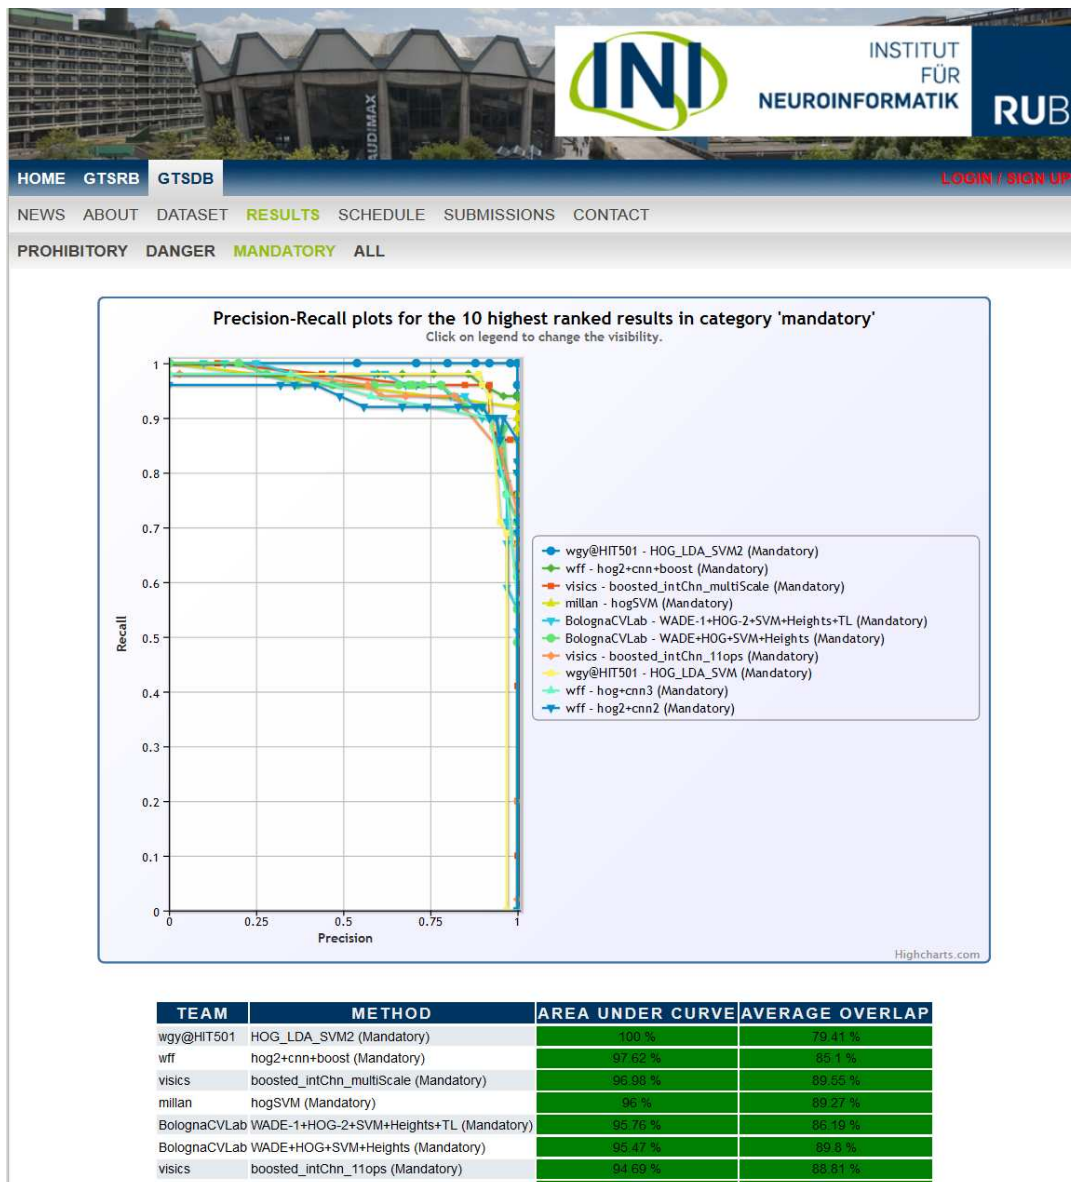 INI
INSTITUT
FÜR
NEUROINFORMATIK
RUB
AUDIMAX
HOME GTSRB GTSDB LOGIN / SIGN UP
NEWS ABOUT DATASET RESULTS SCHEDULE SUBMISSIONS CONTACT
PROHIBITORY DANGER MANDATORY ALL
Precision-Recall plots for the 10 highest ranked results in category 'mandatory'
Click on legend to change the visibility.
1
0.9
0.8
0.7
0.6
0.5
0.4
0.3
0.2
0.1
0
Recall
0 0.25 0.5 0.75 1
Precision
wgy@HIT501 - HOG_LDA_SVM2 (Mandatory)
wff - hog2+cnn+boost (Mandatory)
visics - boosted_intChn_multiScale (Mandatory)
millan - hogSVM (Mandatory)
BolognaCVLab - WADE-1+HOG-2+SVM+Heights+TL (Mandatory)
BolognaCVLab - WADE+HOG+SVM+Heights (Mandatory)
visics - boosted_intChn_11ops (Mandatory)
wgy@HIT501 - HOG_LDA_SVM (Mandatory)
wff - hog+cnn3 (Mandatory)
wff - hog2+cnn2 (Mandatory)
Highcharts.com
TEAM METHOD AREA UNDER CURVE AVERAGE OVERLAP
wgy@HIT501 HOG_LDA_SVM2 (Mandatory) 100 % 79.41 %
wff hog2+cnn+boost (Mandatory) 97.62 % 85.1 %
visics boosted_intChn_multiScale (Mandatory) 96.98 % 89.55 %
millan hogSVM (Mandatory) 96 % 89.27 %
BolognaCVLab WADE-1+HOG-2+SVM+Heights+TL (Mandatory) 95.76 % 86.19 %
BolognaCVLab WADE+HOG+SVM+Heights (Mandatory) 95.47 % 89.8 %
visics boosted_intChn_11ops (Mandatory) 94.69 % 88.81 %